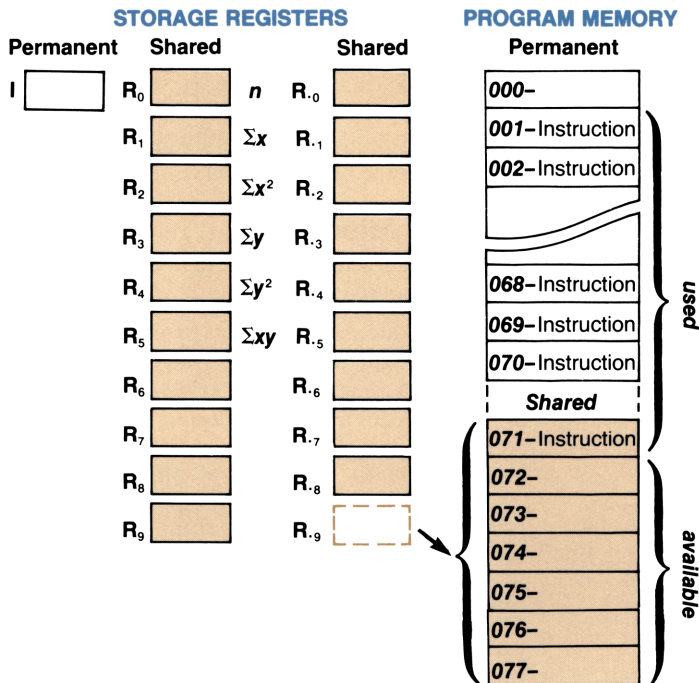 STORAGE REGISTERS
Permanent Shared Shared
I R₀ n R.₀
R₁ Σx R.₁
R₂ Σx² R.₂
R₃ Σy R.₃
R₄ Σy² R.₄
R₅ Σxy R.₅
R₆ R.₆
R₇ R.₇
R₈ R.₈
R₉ R.₉
PROGRAM MEMORY
Permanent
000–
001–Instruction
002–Instruction
068–Instruction
069–Instruction
070–Instruction
Shared
071–Instruction
072–
073–
074–
075–
076–
077–
used
available